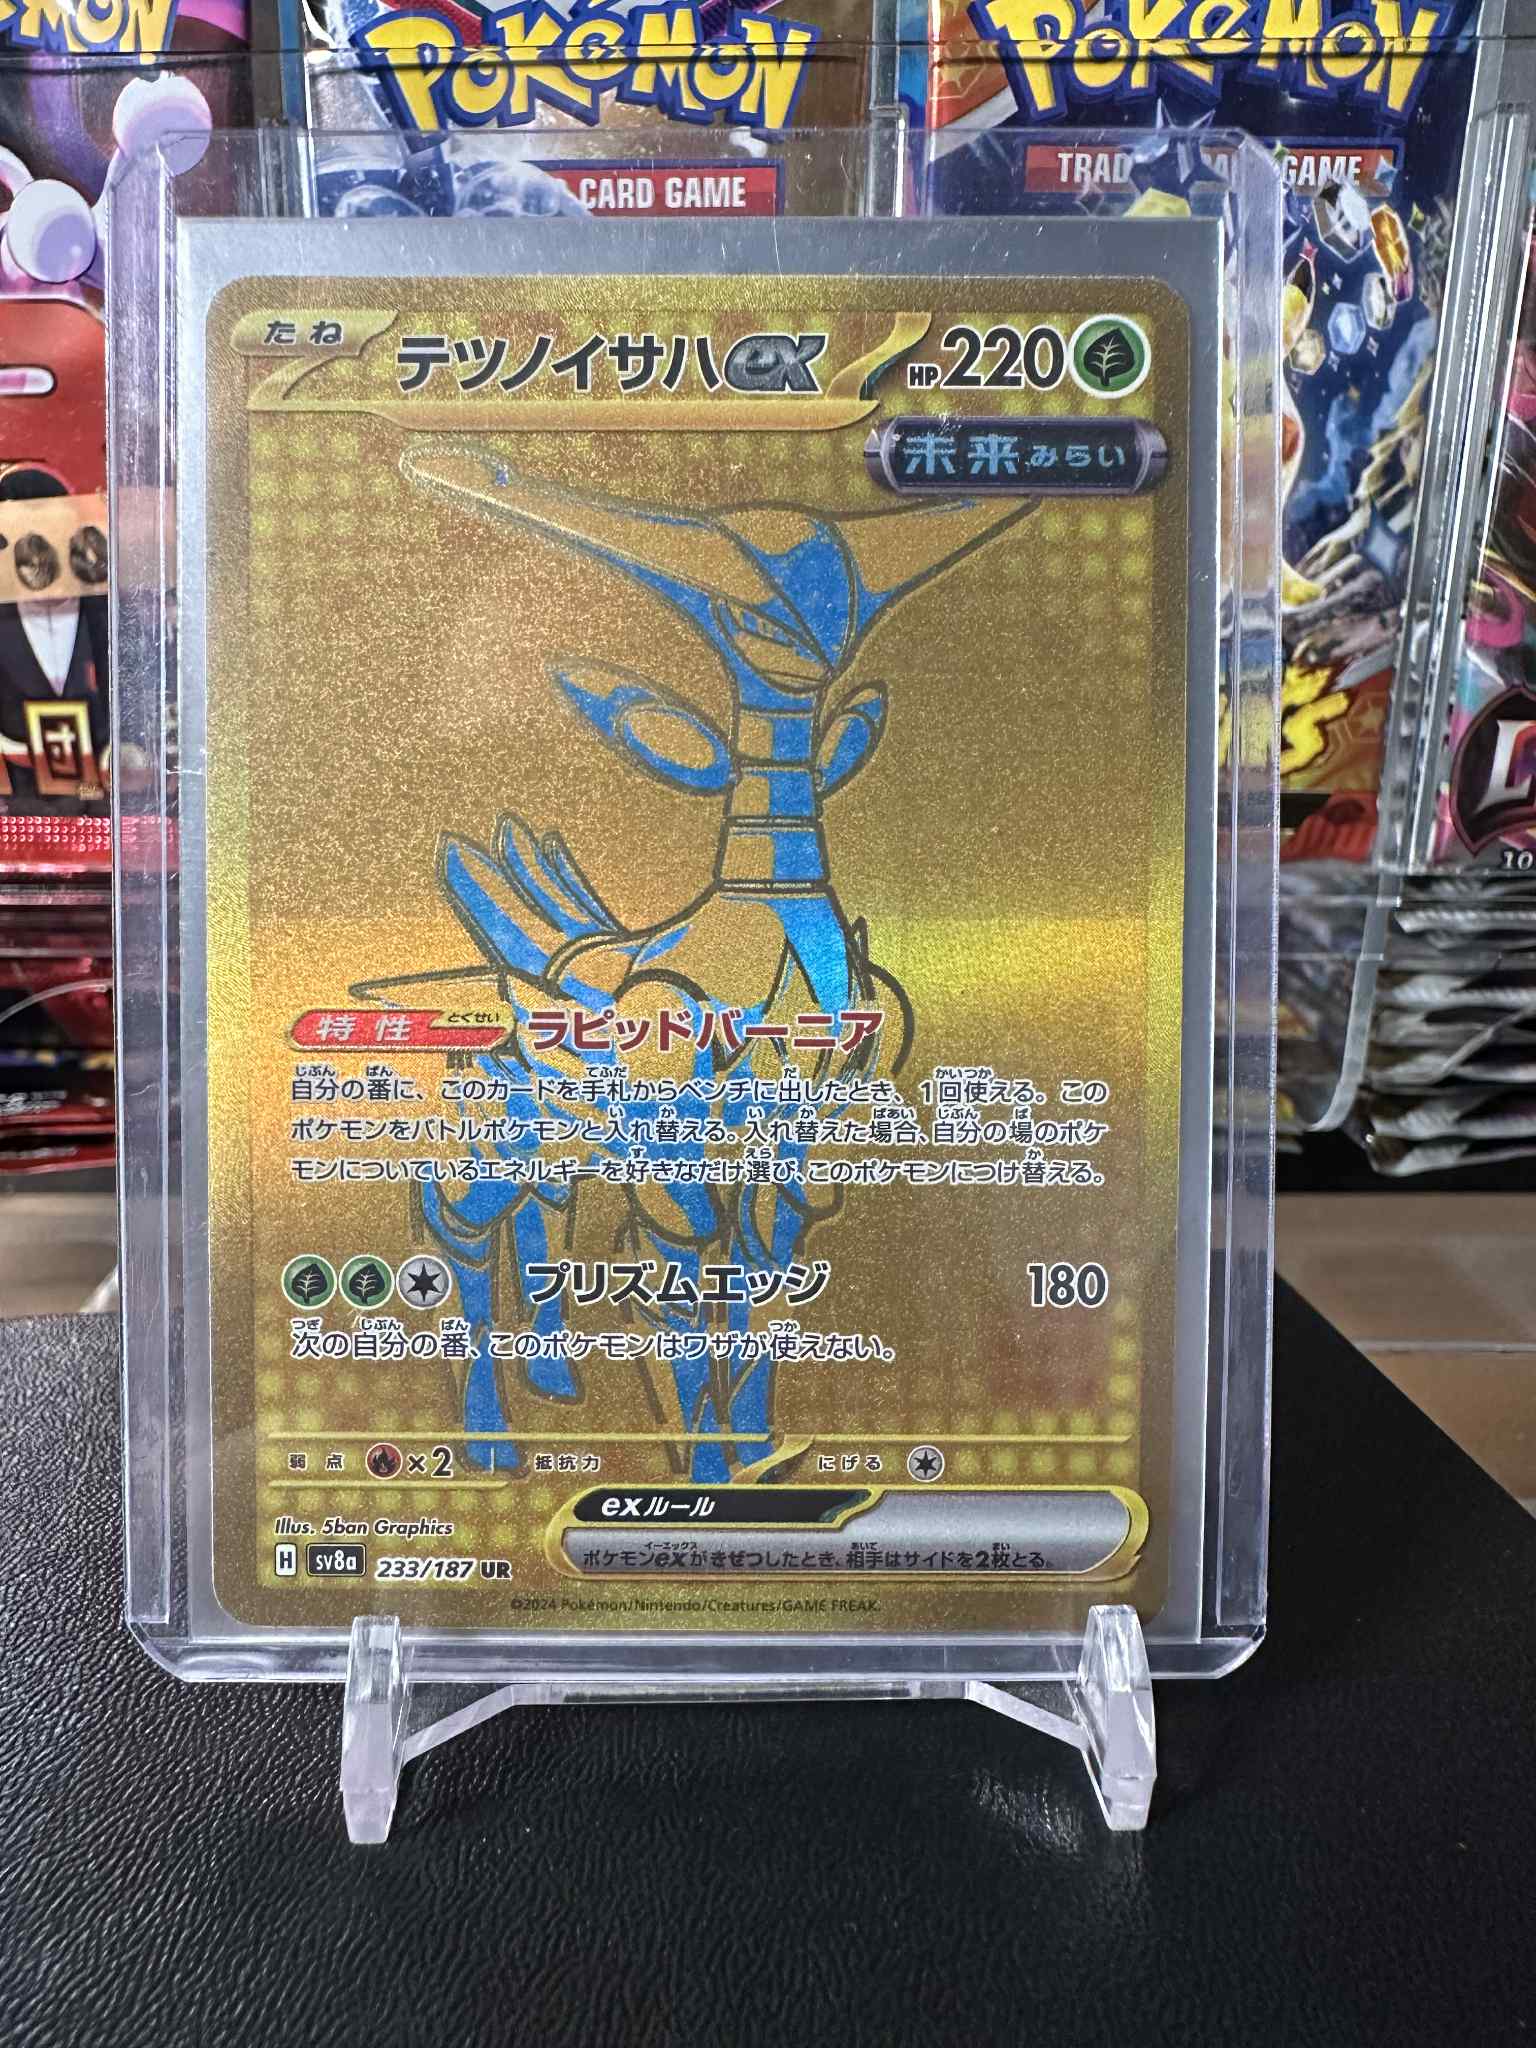 POKÉMON
POKÉMON
CARD GAME
GAME
たね
テツノイサハex
HP220
未来 みらい
特性
とくせい
ラピッドバーニア
自分の番に、このカードを手札からベンチに出したとき、1回使える。この
ポケモンをバトルポケモンと入れ替える。入れ替えた場合、自分の場のポケ
モンについているエネルギーを好きなだけ選び、このポケモンにつけ替える。
プリズムエッジ 180
次の自分の番、このポケモンはワザが使えない。
弱点 ×2 抵抗力 にげる
Illus. 5ban Graphics
exルール
ポケモンexがきぜつしたとき、相手はサイドを2枚とる。
H sv8a 233/187 UR
©2024 Pokémon/Nintendo/Creatures/GAME FREAK.